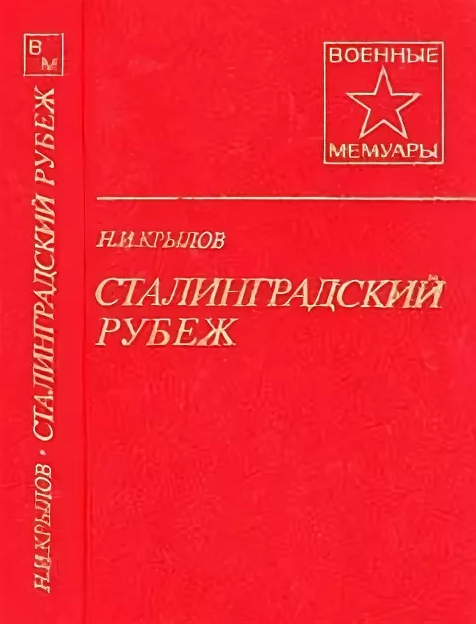 В
М
Н.И.КРЫЛОВ · СТАЛИНГРАДСКИЙ РУБЕЖ
ВОЕННЫЕ
МЕМУАРЫ
Н.И.КРЫЛОВ
СТАЛИНГРАДСКИЙ
РУБЕЖ